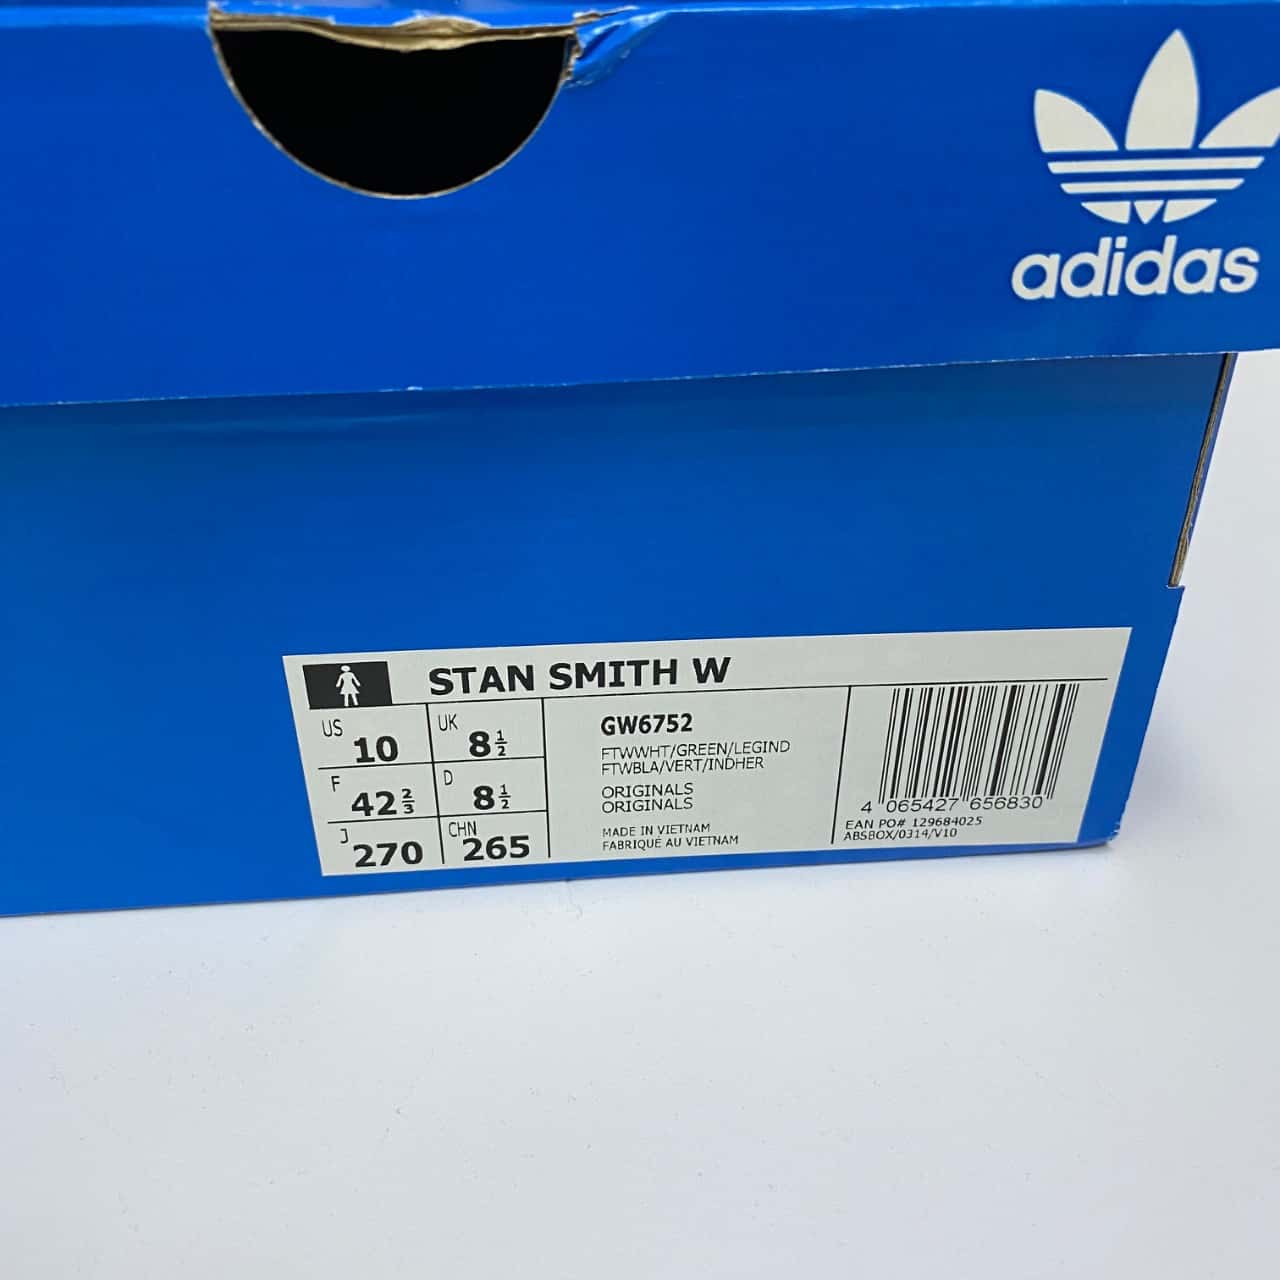 adidas
STAN SMITH W
US 10
UK 8 1/2
F 42 2/3
D 8 1/2
J 270
CHN 265
GW6752
FTWWHT/GREEN/LEGIND
FTWBLA/VERT/INDHER
ORIGINALS
ORIGINALS
MADE IN VIETNAM
FABRIQUÉ AU VIETNAM
4 065427 656830
EAN PO# 129684025
ABSBOX/0314/V10